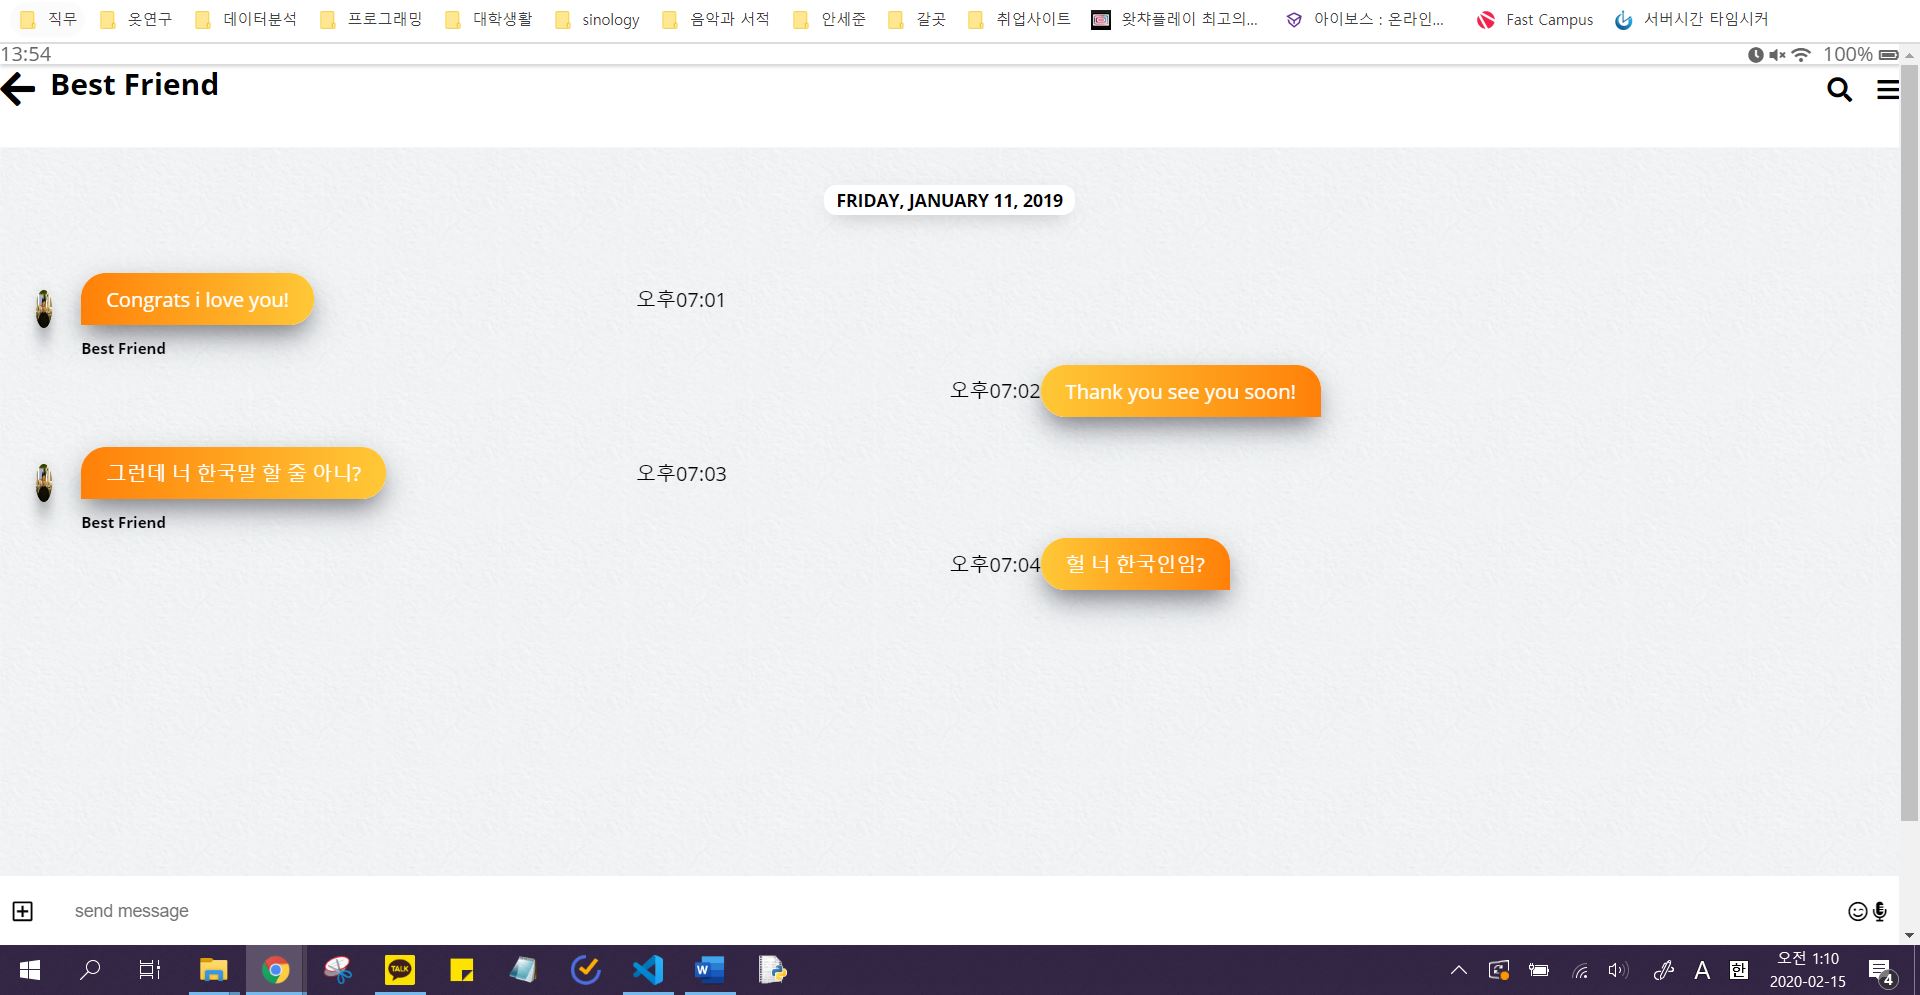 직무 옷연구 데이터분석 프로그래밍 대학생활 sinology 음악과 서적 안세준 갈곳 취업사이트 왓챠플레이 최고의... 아이보스 : 온라인... Fast Campus 서버시간 타임시커
13:54 100%
Best Friend
FRIDAY, JANUARY 11, 2019
Congrats i love you! 오후07:01
Best Friend
오후07:02 Thank you see you soon!
그런데 너 한국말 할 줄 아니? 오후07:03
Best Friend
오후07:04 헐 너 한국인임?
send message
TALK
W
A 한
오전 1:10
2020-02-15
4